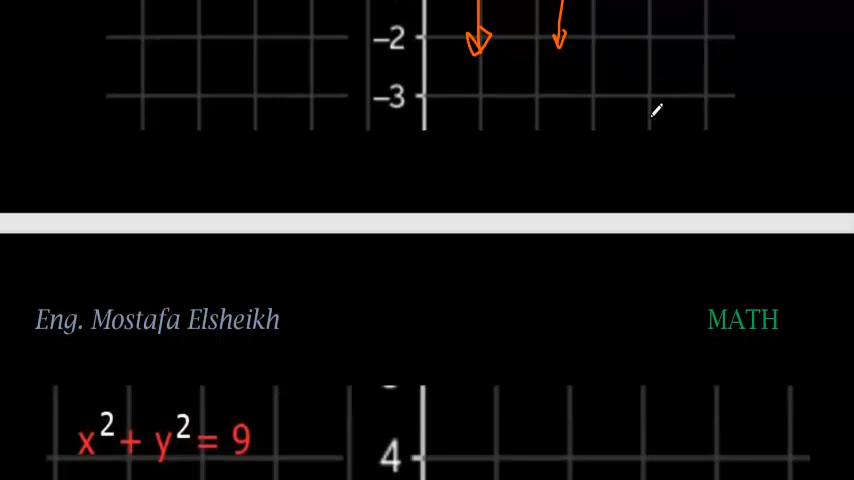 −2
−3
Eng. Mostafa Elsheikh
MATH
x² + y² = 9
4